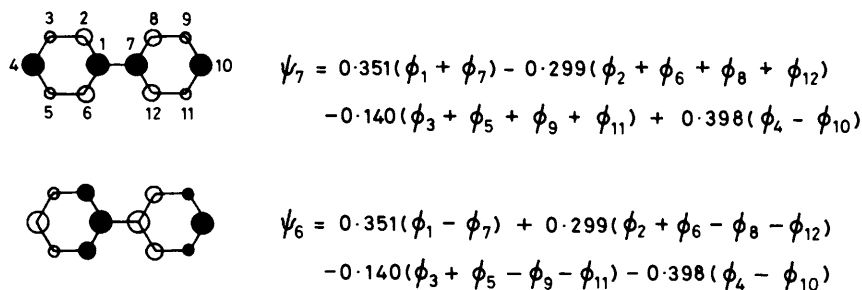 3 2 8 9
4 1 7 10
5 6 12 11
ψ₇ = 0·351(ϕ₁ + ϕ₇) − 0·299(ϕ₂ + ϕ₆ + ϕ₈ + ϕ₁₂)
−0·140(ϕ₃ + ϕ₅ + ϕ₉ + ϕ₁₁) + 0·398(ϕ₄ − ϕ₁₀)
ψ₆ = 0·351(ϕ₁ − ϕ₇) + 0·299(ϕ₂ + ϕ₆ − ϕ₈ − ϕ₁₂)
−0·140(ϕ₃ + ϕ₅ − ϕ₉ − ϕ₁₁) − 0·398(ϕ₄ − ϕ₁₀)